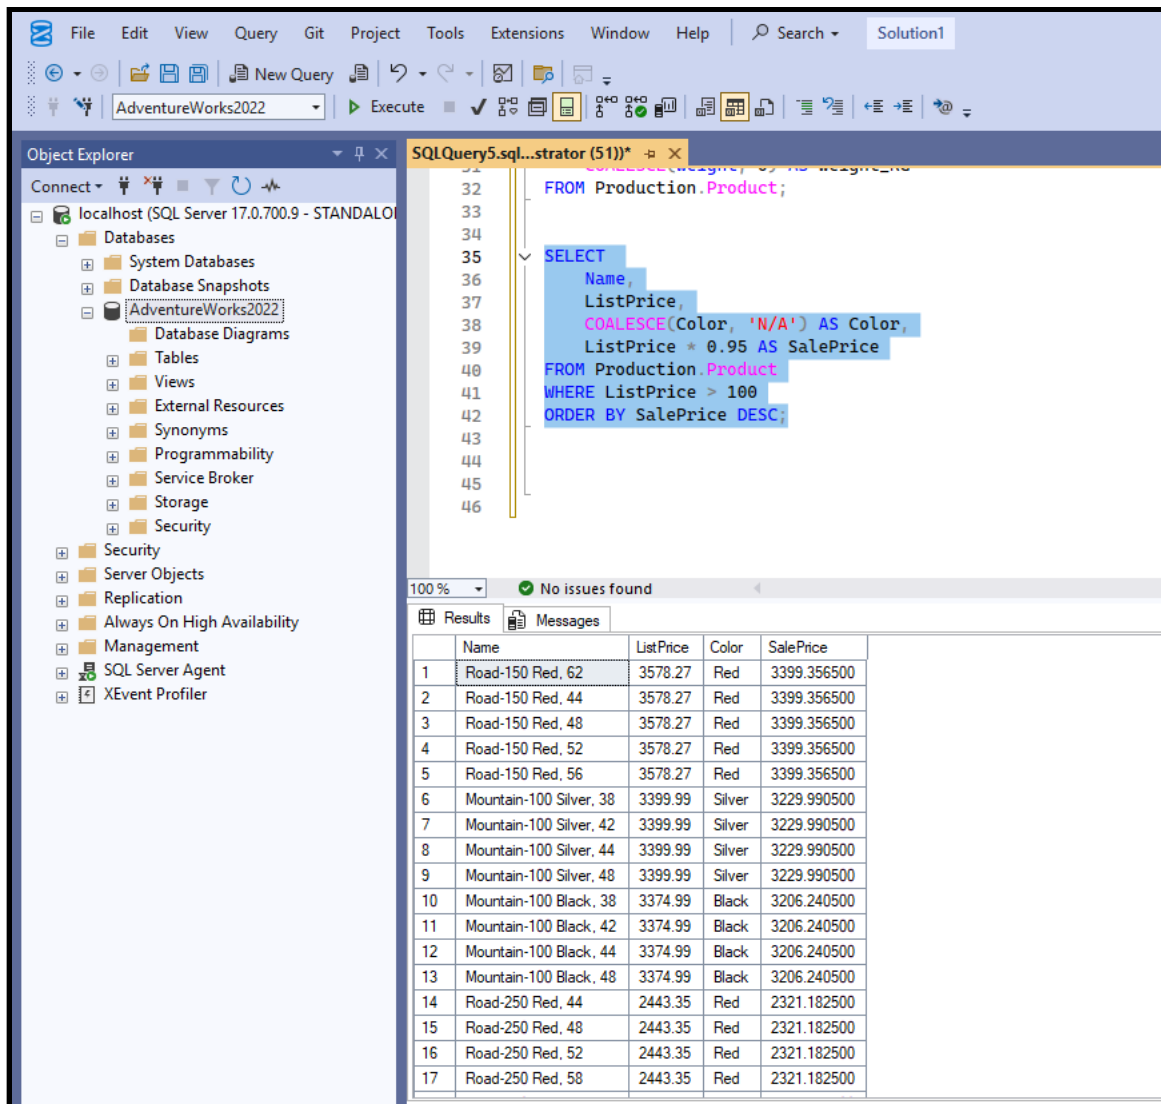 File Edit View Query Git Project Tools Extensions Window Help Search Solution1
New Query
AdventureWorks2022 Execute
Object Explorer
Connect
localhost (SQL Server 17.0.700.9 - STANDALO
Databases
System Databases
Database Snapshots
AdventureWorks2022
Database Diagrams
Tables
Views
External Resources
Synonyms
Programmability
Service Broker
Storage
Security
Security
Server Objects
Replication
Always On High Availability
Management
SQL Server Agent
XEvent Profiler
SQLQuery5.sql...strator (51))*
32 FROM Production.Product;
33
34
35 SELECT
36 Name,
37 ListPrice,
38 COALESCE(Color, 'N/A') AS Color,
39 ListPrice * 0.95 AS SalePrice
40 FROM Production.Product
41 WHERE ListPrice > 100
42 ORDER BY SalePrice DESC;
43
44
45
46
100 % No issues found
Results Messages
Name ListPrice Color SalePrice
1 Road-150 Red, 62 3578.27 Red 3399.356500
2 Road-150 Red, 44 3578.27 Red 3399.356500
3 Road-150 Red, 48 3578.27 Red 3399.356500
4 Road-150 Red, 52 3578.27 Red 3399.356500
5 Road-150 Red, 56 3578.27 Red 3399.356500
6 Mountain-100 Silver, 38 3399.99 Silver 3229.990500
7 Mountain-100 Silver, 42 3399.99 Silver 3229.990500
8 Mountain-100 Silver, 44 3399.99 Silver 3229.990500
9 Mountain-100 Silver, 48 3399.99 Silver 3229.990500
10 Mountain-100 Black, 38 3374.99 Black 3206.240500
11 Mountain-100 Black, 42 3374.99 Black 3206.240500
12 Mountain-100 Black, 44 3374.99 Black 3206.240500
13 Mountain-100 Black, 48 3374.99 Black 3206.240500
14 Road-250 Red, 44 2443.35 Red 2321.182500
15 Road-250 Red, 48 2443.35 Red 2321.182500
16 Road-250 Red, 52 2443.35 Red 2321.182500
17 Road-250 Red, 58 2443.35 Red 2321.182500